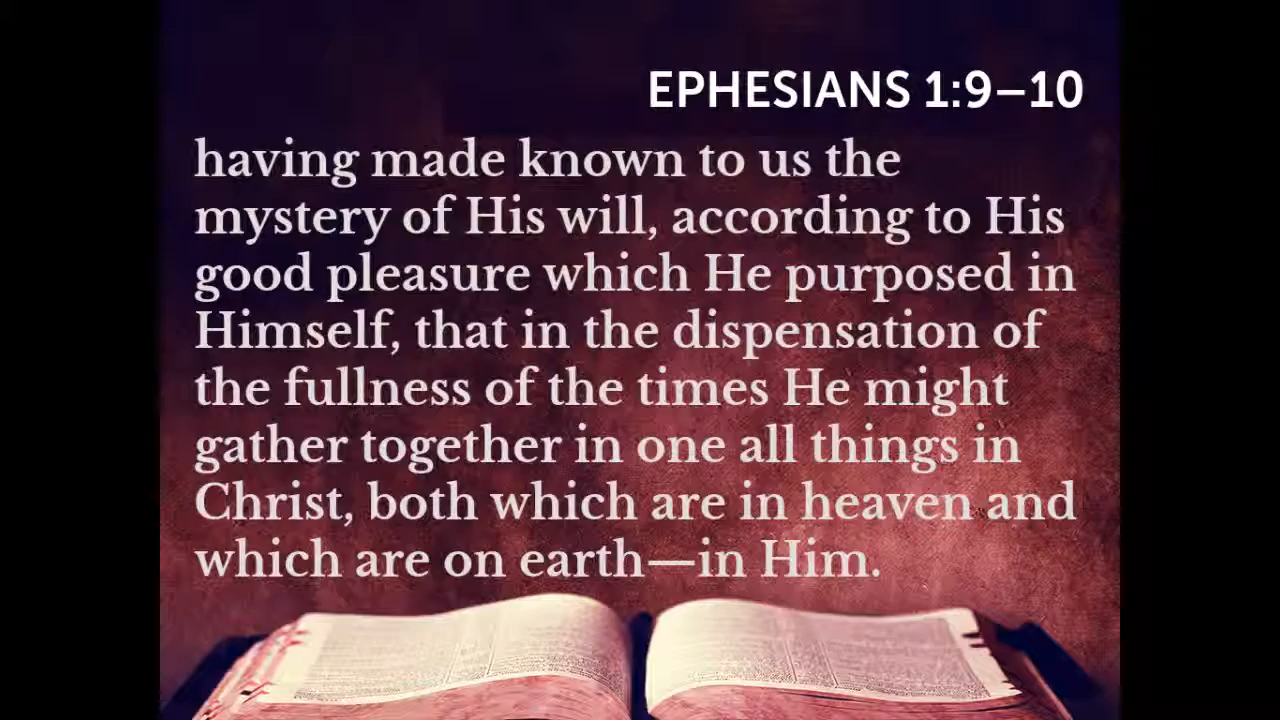 EPHESIANS 1:9–10
having made known to us the
mystery of His will, according to His
good pleasure which He purposed in
Himself, that in the dispensation of
the fullness of the times He might
gather together in one all things in
Christ, both which are in heaven and
which are on earth—in Him.